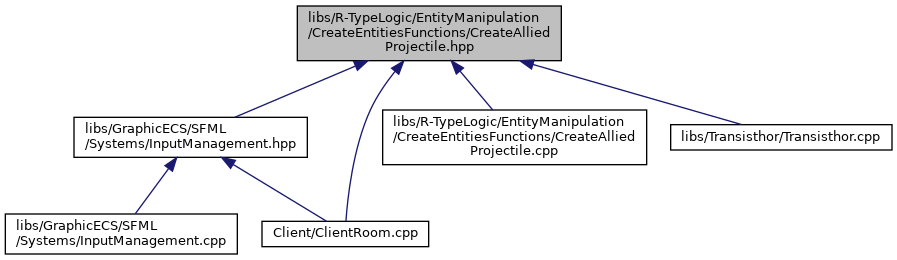 libs/R-TypeLogic/EntityManipulation
/CreateEntitiesFunctions/CreateAllied
Projectile.hpp
libs/GraphicECS/SFML
/Systems/InputManagement.hpp
libs/R-TypeLogic/EntityManipulation
/CreateEntitiesFunctions/CreateAllied
Projectile.cpp
libs/Transisthor/Transisthor.cpp
libs/GraphicECS/SFML
/Systems/InputManagement.cpp
Client/ClientRoom.cpp